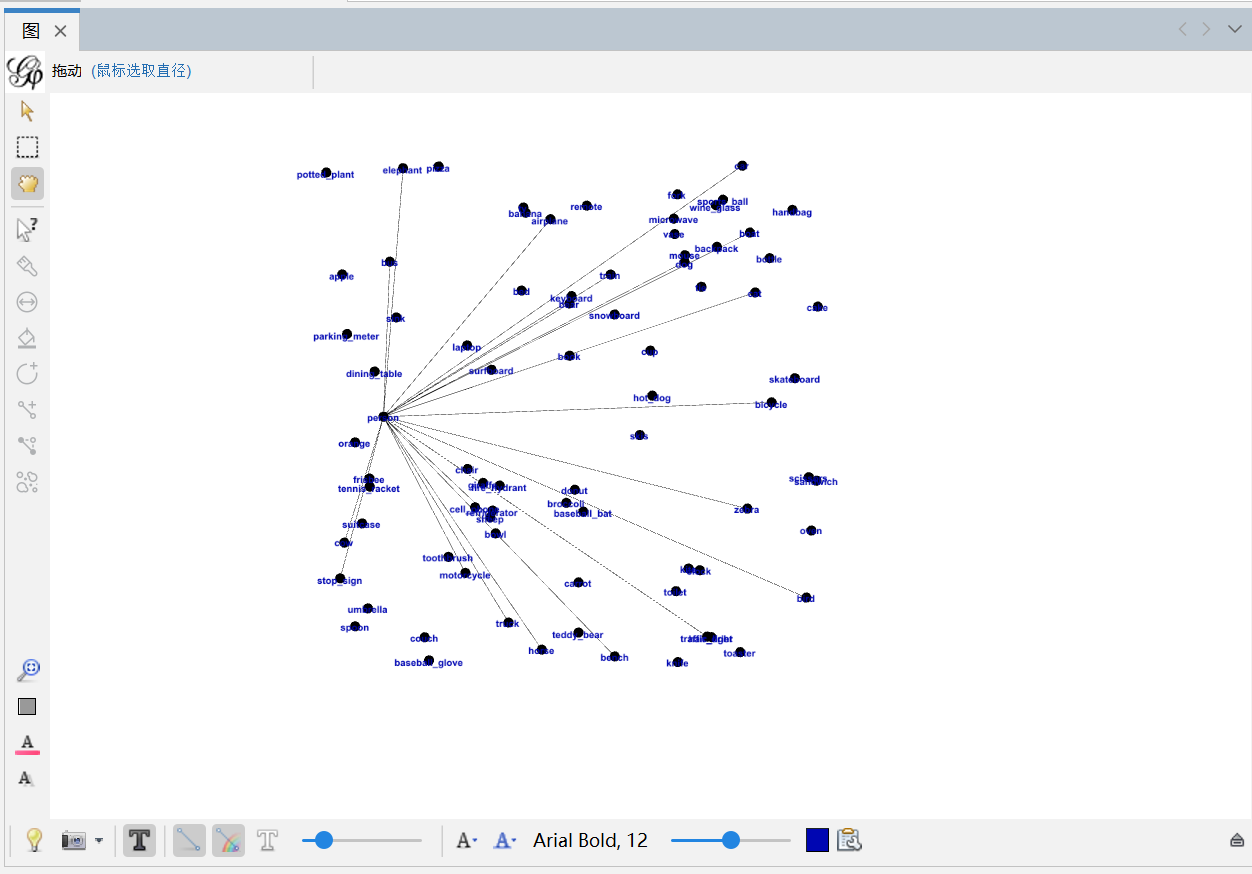 图
拖动 (鼠标选取直径)
potted_plant
elephant
pizza
car
fork
sports_ball
wine_glass
handbag
banana
remote
airplane
microwave
vase
boat
backpack
mouse
dog
bottle
bus
apple
train
bed
keyboard
bear
cat
cake
snowboard
sink
parking_meter
laptop
book
cup
dining_table
surfboard
skateboard
hot_dog
bicycle
person
orange
skis
chair
frisbee
tennis_racket
giraffe
fire_hydrant
donut
scissors
sandwich
cell_phone
refrigerator
sheep
broccoli
baseball_bat
zebra
suitcase
bowl
oven
cow
toothbrush
motorcycle
stop_sign
carrot
toilet
bird
umbrella
spoon
truck
couch
teddy_bear
traffic_light
horse
bench
toaster
baseball_glove
knife
Arial Bold, 12